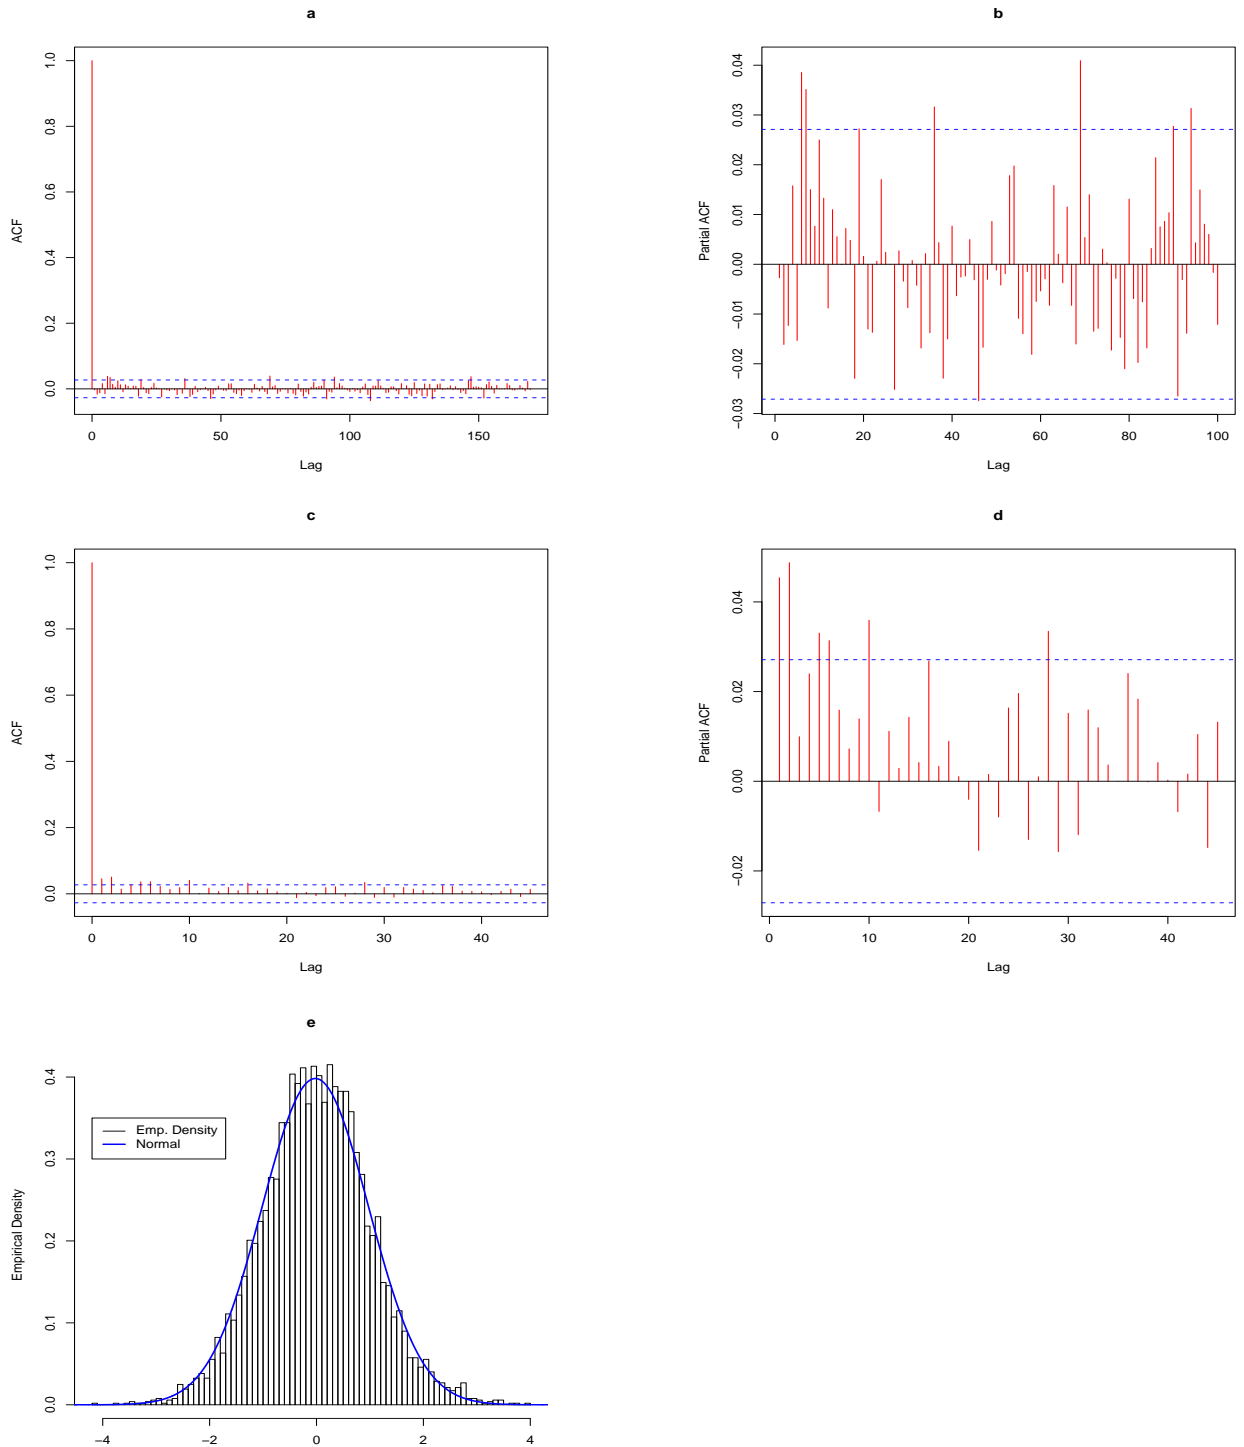 a
ACF
0.0 0.2 0.4 0.6 0.8 1.0
0 50 100 150
Lag
b
Partial ACF
−0.03 −0.01 0.00 0.01 0.02 0.03 0.04
0 20 40 60 80 100
Lag
c
ACF
0.0 0.2 0.4 0.6 0.8 1.0
0 10 20 30 40
Lag
d
Partial ACF
−0.02 0.00 0.02 0.04
0 10 20 30 40
Lag
e
Empirical Density
0.0 0.1 0.2 0.3 0.4
Emp. Density
Normal
−4 −2 0 2 4